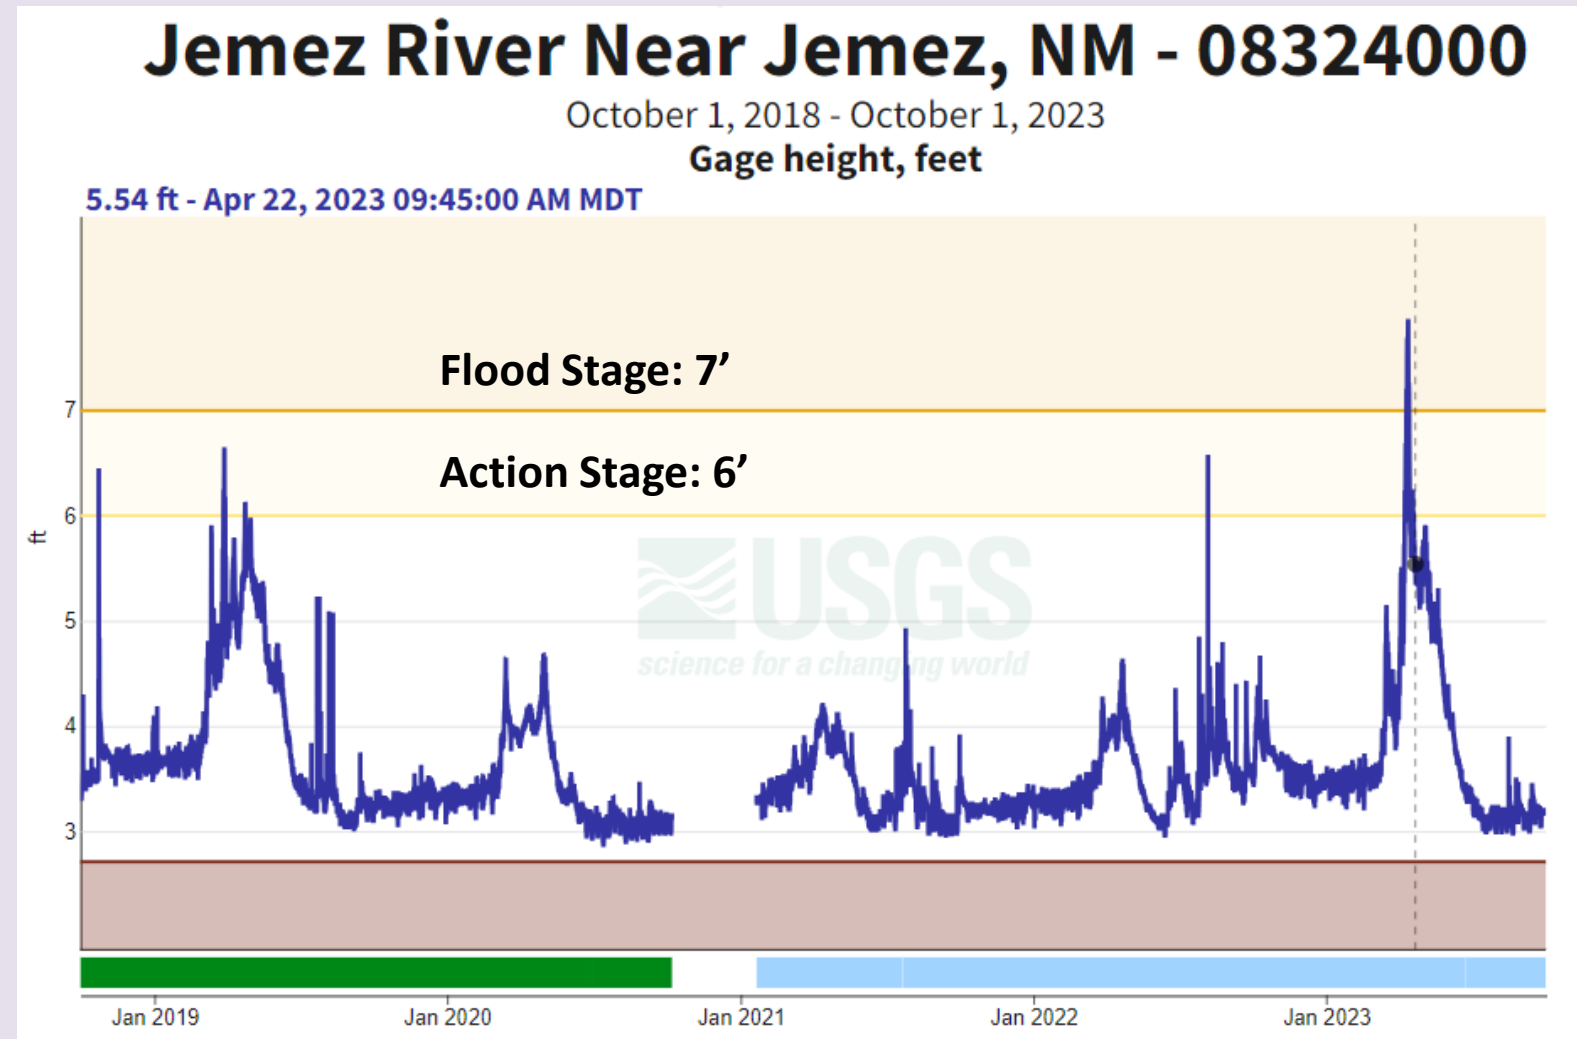 Jemez River Near Jemez, NM - 08324000
October 1, 2018 - October 1, 2023
Gage height, feet
5.54 ft - Apr 22, 2023 09:45:00 AM MDT
Flood Stage: 7’
7
Action Stage: 6’
6
ft
USGS
science for a changing world
5
4
3
Jan 2019
Jan 2020
Jan 2021
Jan 2022
Jan 2023